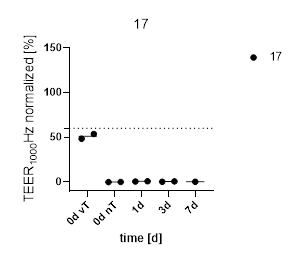 17
17
TEER1000Hz normalized [%]
150
100
50
0
0d vT
0d nT
1d
3d
7d
time [d]